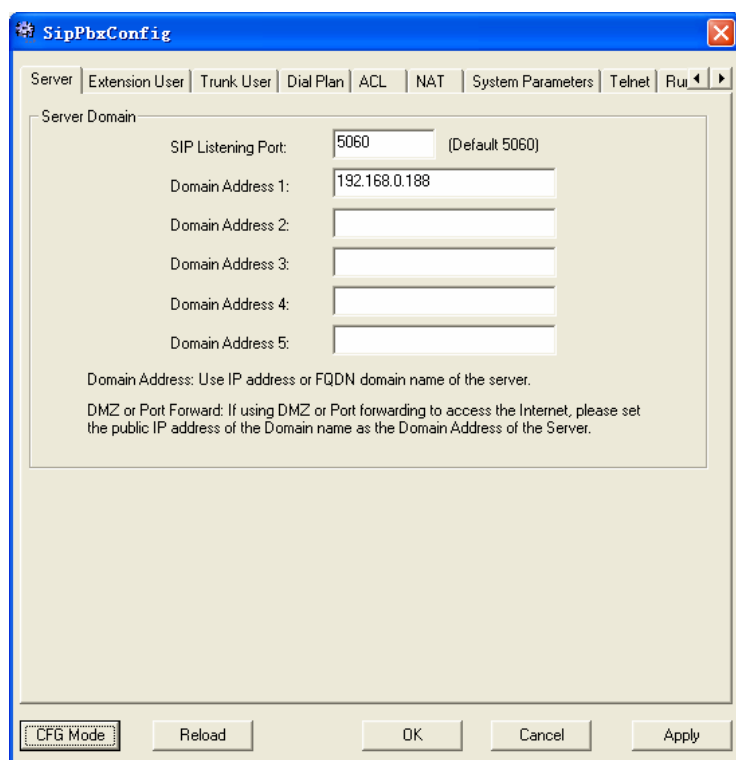 SipPbxConfig
Server Extension User Trunk User Dial Plan ACL NAT System Parameters Telnet
Server Domain
SIP Listening Port: 5060 (Default 5060)
Domain Address 1: 192.168.0.188
Domain Address 2:
Domain Address 3:
Domain Address 4:
Domain Address 5:
Domain Address: Use IP address or FQDN domain name of the server.
DMZ or Port Forward: If using DMZ or Port forwarding to access the Internet, please set
the public IP address of the Domain name as the Domain Address of the Server.
CFG Mode Reload OK Cancel Apply